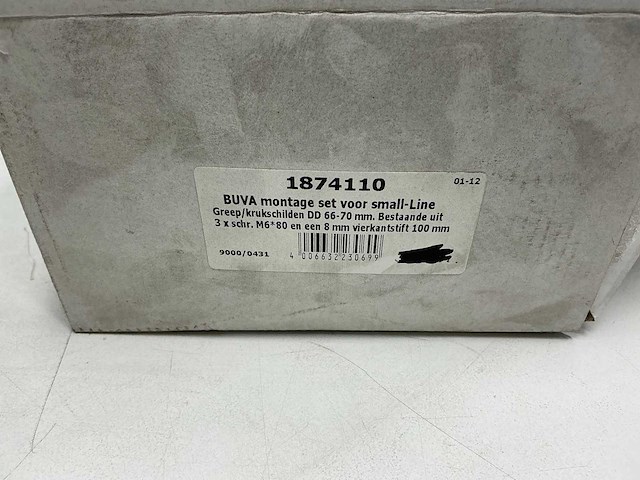 1874110
01-12
BUVA montage set voor small-Line
Greep/krukschilden DD 66-70 mm. Bestaande uit
3 x schr. M6*80 en een 8 mm vierkantstift 100 mm
9000/0431
4 006632 230699